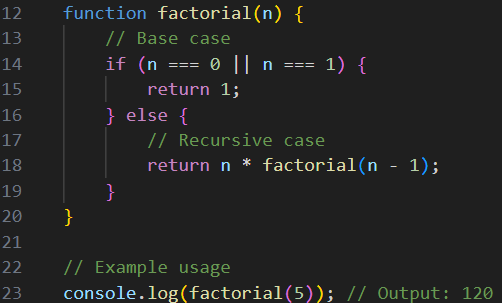 12 function factorial(n) {
13     // Base case
14     if (n === 0 || n === 1) {
15         return 1;
16     } else {
17         // Recursive case
18         return n * factorial(n - 1);
19     }
20 }
21
22 // Example usage
23 console.log(factorial(5)); // Output: 120